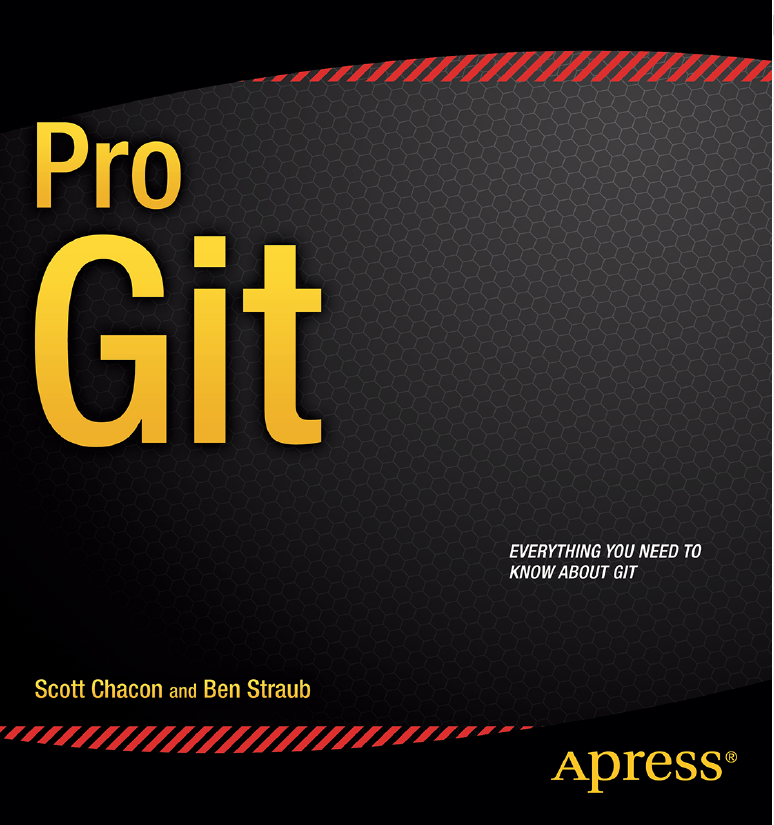 Pro
Git
EVERYTHING YOU NEED TO
KNOW ABOUT GIT
Scott Chacon and Ben Straub
Apress®